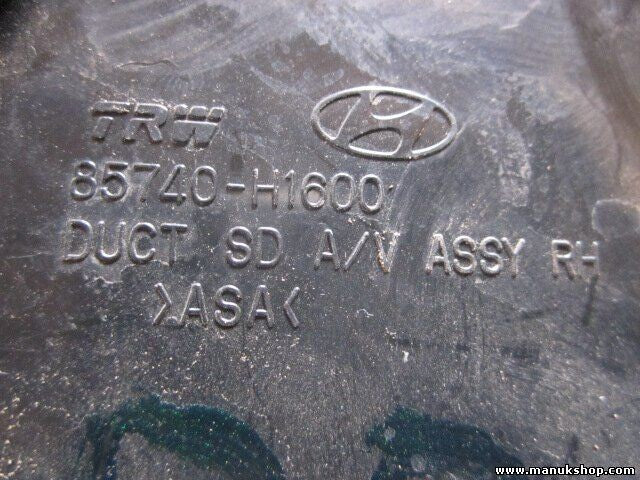 TRW
85740-H1600
DUCT SD A/V ASSY RH
>ASA<
www.manukshop.com